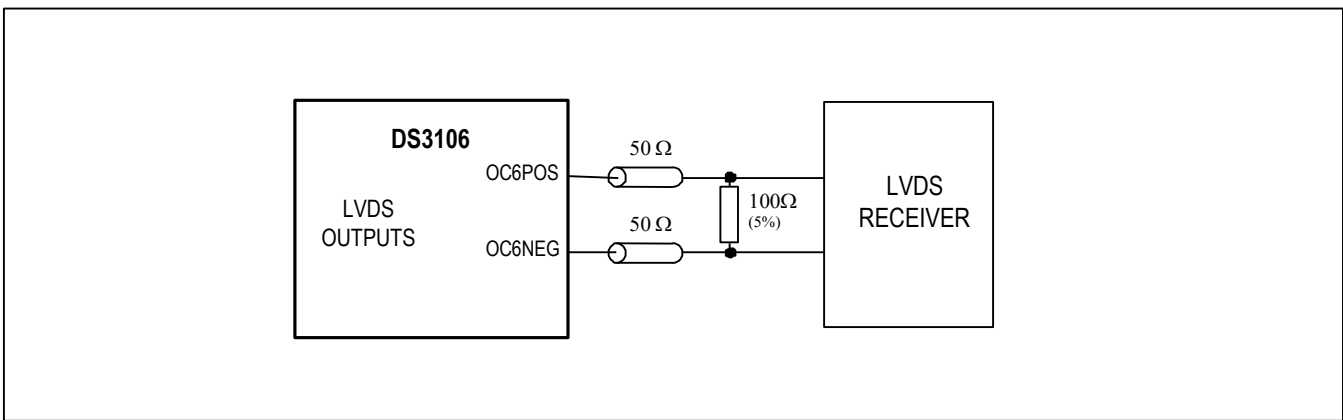 DS3106
LVDS
OUTPUTS
OC6POS
OC6NEG
50 Ω
50 Ω
100Ω
(5%)
LVDS
RECEIVER